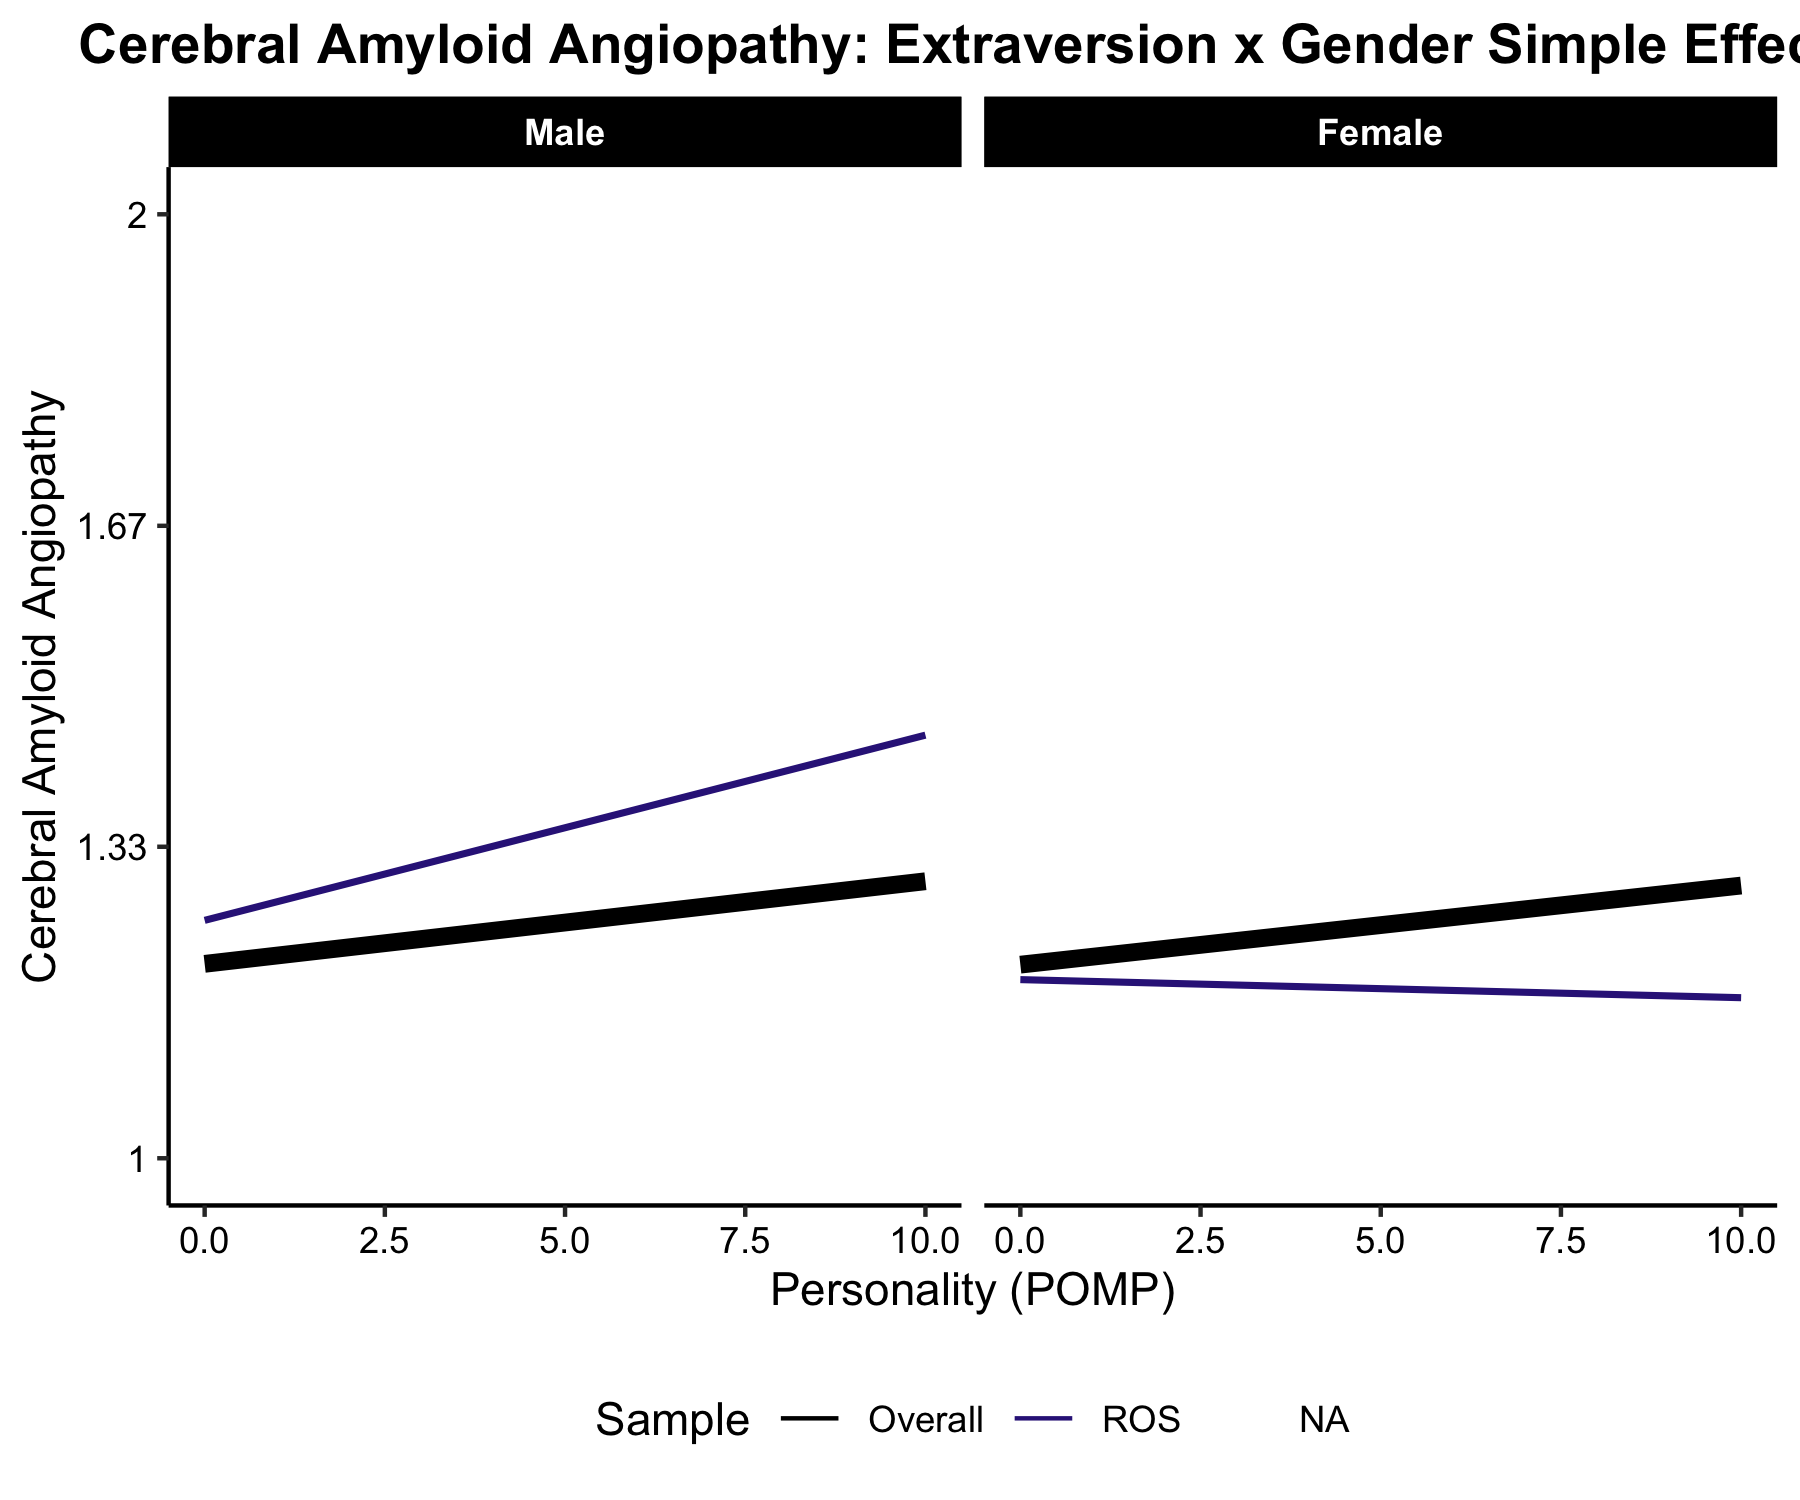 Cerebral Amyloid Angiopathy: Extraversion x Gender Simple Effec
Male
Female
Cerebral Amyloid Angiopathy
2
1.67
1.33
1
0.0 2.5 5.0 7.5 10.0 0.0 2.5 5.0 7.5 10.0
Personality (POMP)
Sample Overall ROS NA